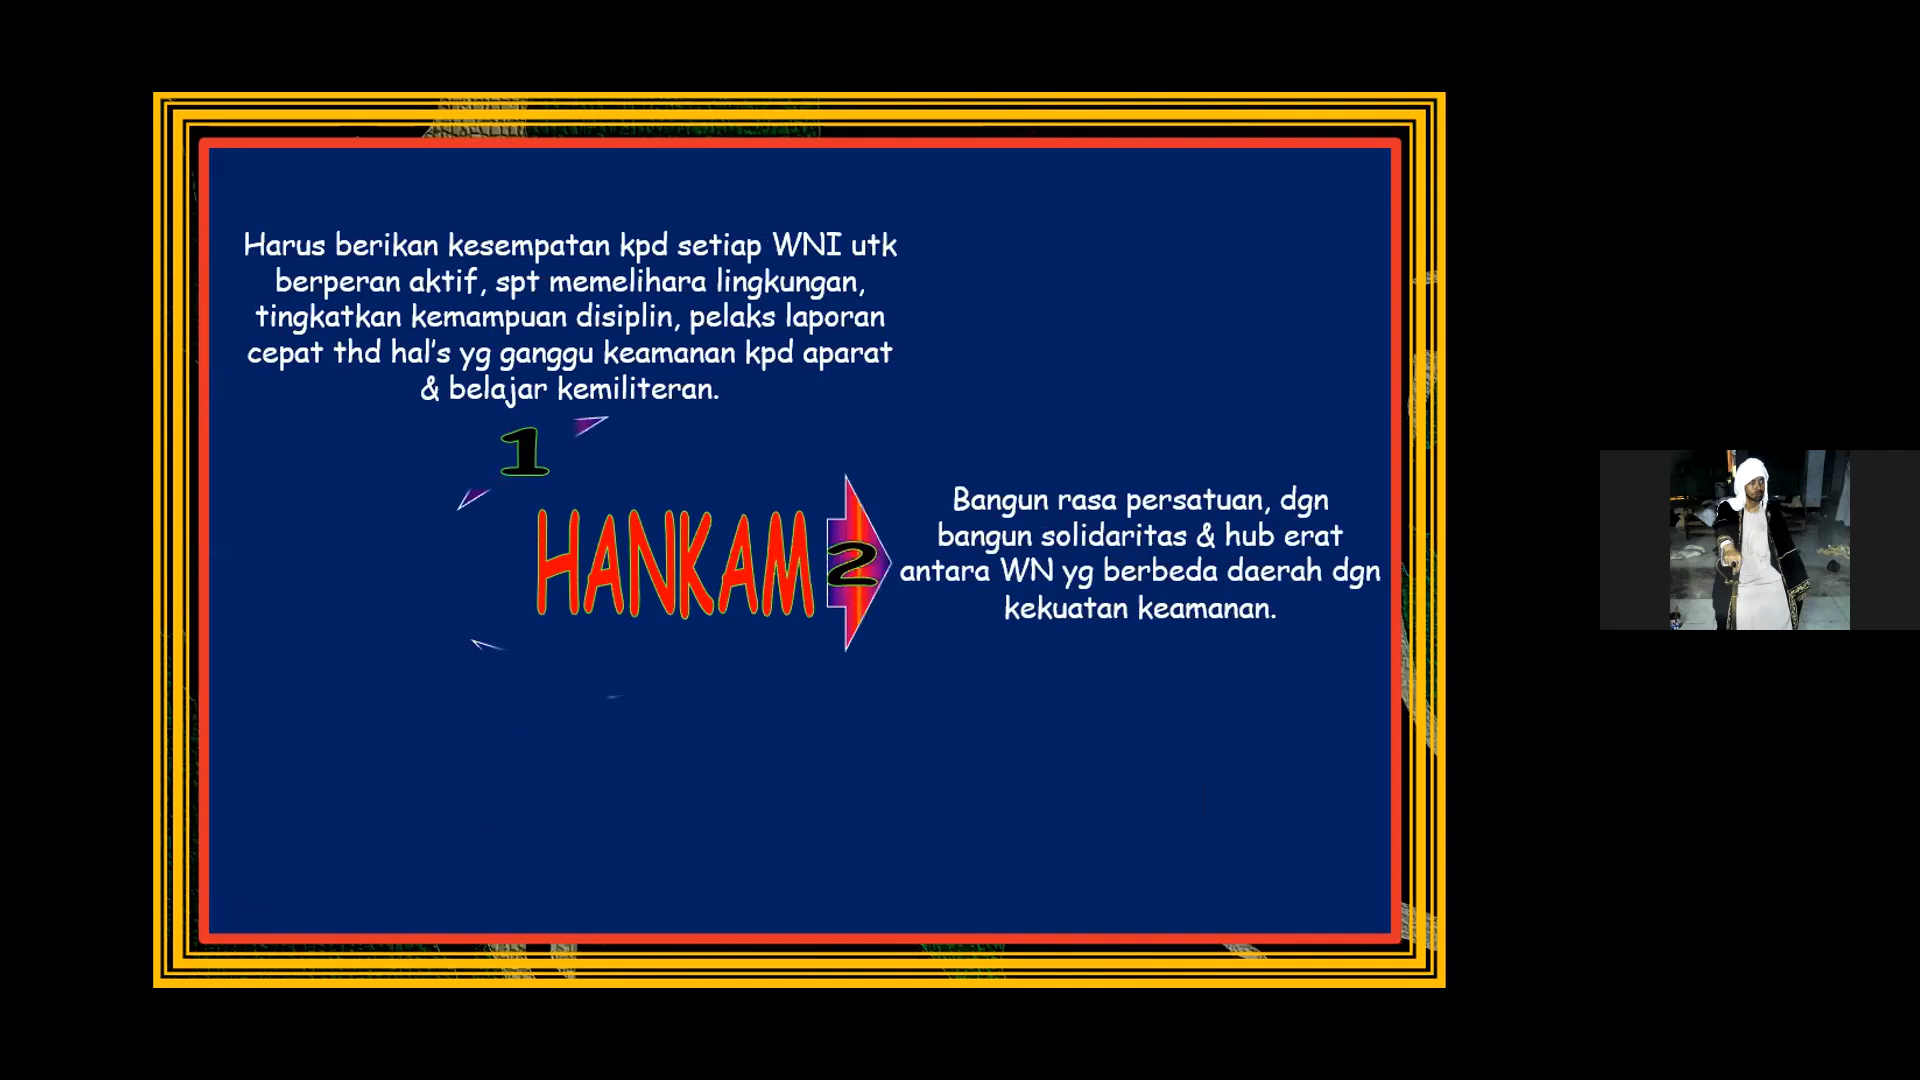 Harus berikan kesempatan kpd setiap WNI utk
berperan aktif, spt memelihara lingkungan,
tingkatkan kemampuan disiplin, pelaks laporan
cepat thd hal's yg ganggu keamanan kpd aparat
& belajar kemiliteran.
1
HANKAM
2
Bangun rasa persatuan, dgn
bangun solidaritas & hub erat
antara WN yg berbeda daerah dgn
kekuatan keamanan.